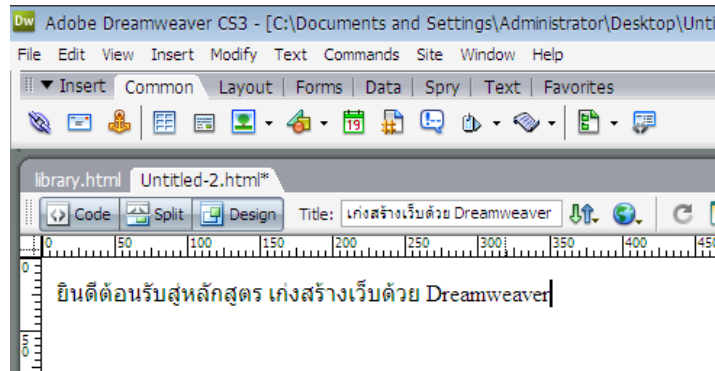 Dw Adobe Dreamweaver CS3 - [C:\Documents and Settings\Administrator\Desktop\Unti
File Edit View Insert Modify Text Commands Site Window Help
▼ Insert Common Layout | Forms | Data | Spry | Text | Favorites
19
library.html Untitled-2.html*
Code Split Design Title: เก่งสร้างเว็บด้วย Dreamweaver
0 50 100 150 200 250 300 350 400 450
0
ยินดีต้อนรับสู่หลักสูตร เก่งสร้างเว็บด้วย Dreamweaver
50